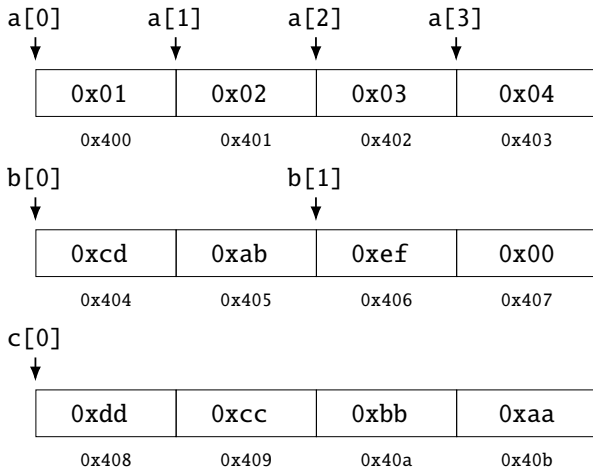 a[0] a[1] a[2] a[3]
0x01 0x02 0x03 0x04
0x400 0x401 0x402 0x403
b[0] b[1]
0xcd 0xab 0xef 0x00
0x404 0x405 0x406 0x407
c[0]
0xdd 0xcc 0xbb 0xaa
0x408 0x409 0x40a 0x40b